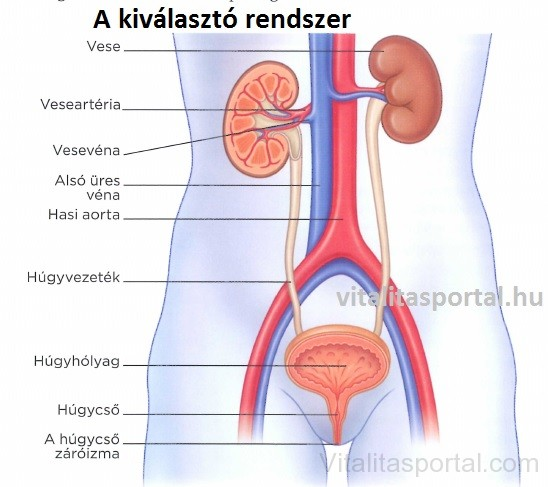 A kiválasztó rendszer
Vese
Veseartéria
Vesevéna
Alsó üres
véna
Hasi aorta
Húgyvezeték
vitalitasportal.hu
Húgyhólyag
Húgycső
A húgycső
záróizma
Vitalitasportal.com